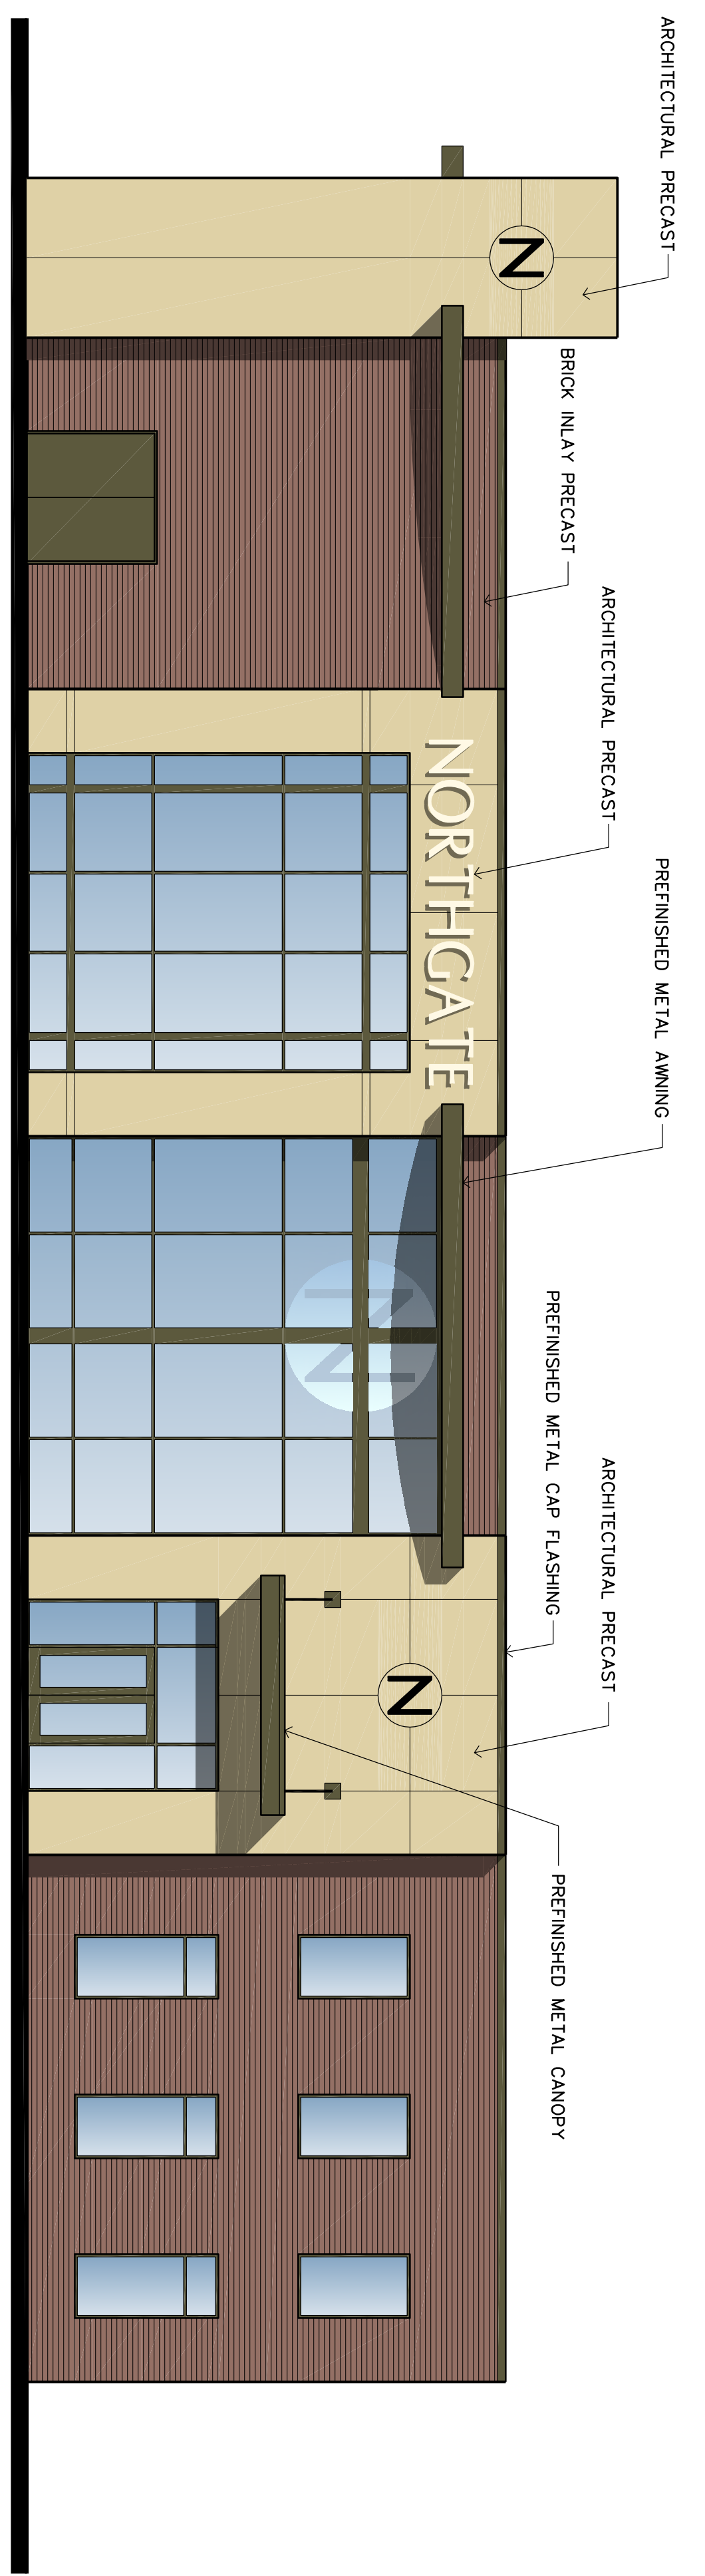 ARCHITECTURAL PRECAST
BRICK INLAY PRECAST
ARCHITECTURAL PRECAST
PREFINISHED METAL AWNING
PREFINISHED METAL CAP FLASHING
ARCHITECTURAL PRECAST
PREFINISHED METAL CANOPY
N
NORTHGATE
N
N